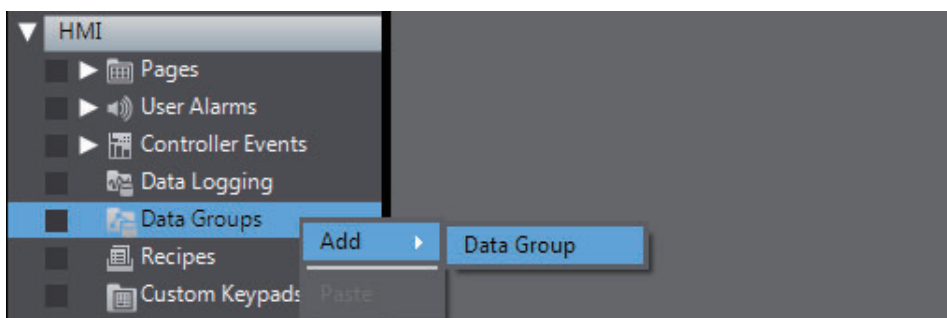 HMI
Pages
User Alarms
Controller Events
Data Logging
Data Groups
Add Data Group
Recipes
Custom Keypads
Paste